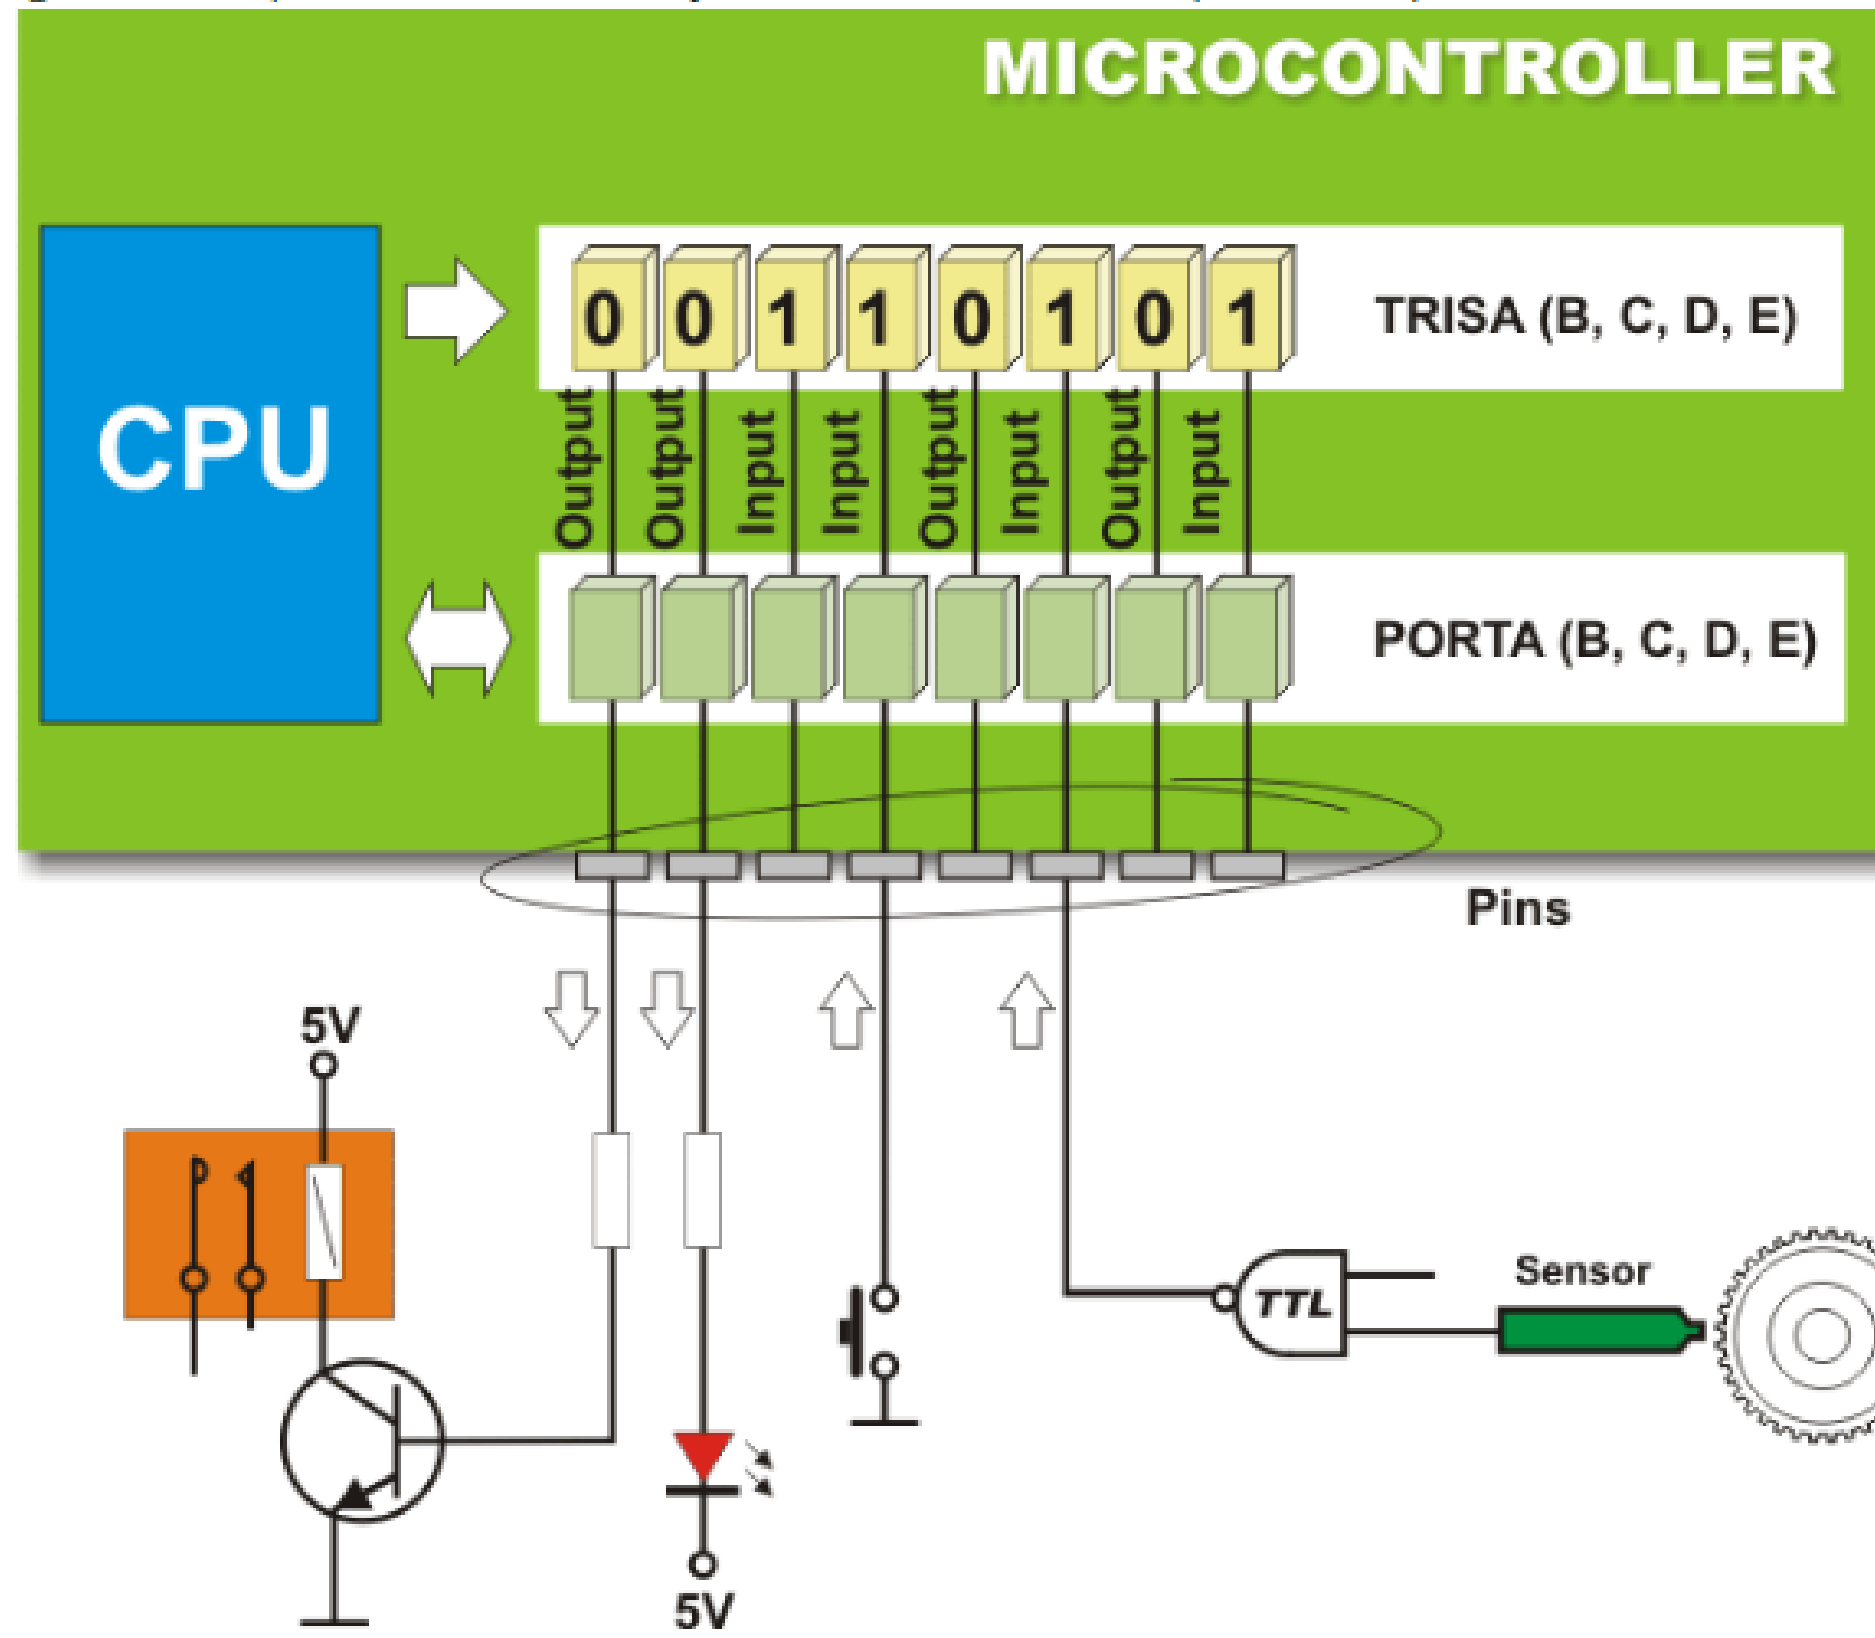 MICROCONTROLLER
CPU
0 0 1 1 0 1 0 1
TRISA (B, C, D, E)
Output
Output
Input
Input
Output
Input
Output
Input
PORTA (B, C, D, E)
Pins
5V
Sensor
TTL
5V